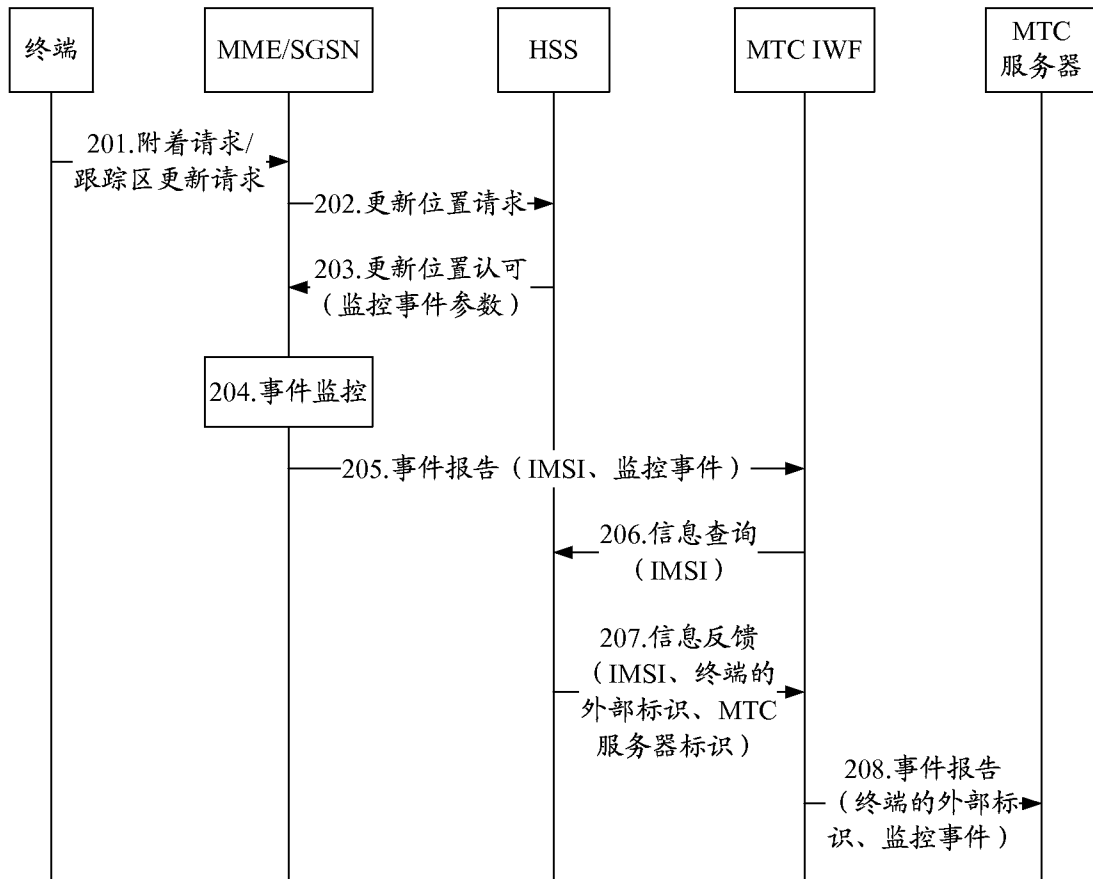 终端
MME/SGSN
HSS
MTC IWF
MTC
服务器
201.附着请求/
跟踪区更新请求
202.更新位置请求
203.更新位置认可
（监控事件参数）
204.事件监控
205.事件报告（IMSI、监控事件）
206.信息查询
（IMSI）
207.信息反馈
（IMSI、终端的
外部标识、MTC
服务器标识）
208.事件报告
（终端的外部标
识、监控事件）